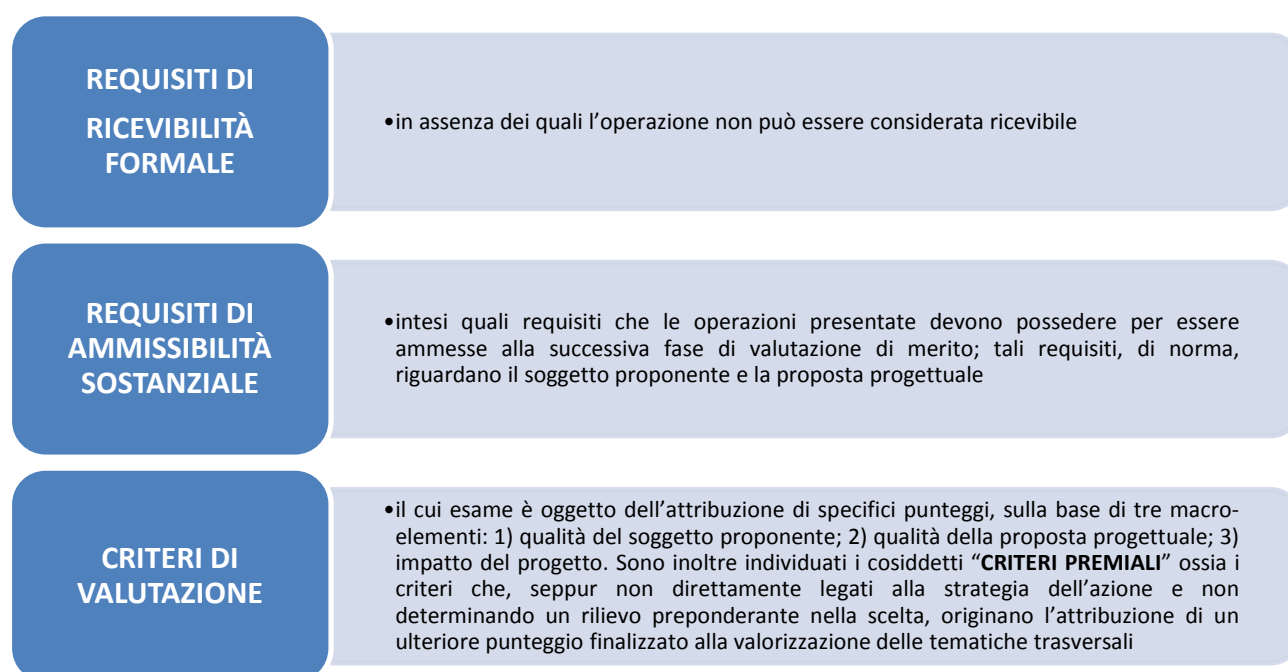 REQUISITI DI
RICEVIBILITÀ
FORMALE
•in assenza dei quali l’operazione non può essere considerata ricevibile
REQUISITI DI
AMMISSIBILITÀ
SOSTANZIALE
•intesi quali requisiti che le operazioni presentate devono possedere per essere
ammesse alla successiva fase di valutazione di merito; tali requisiti, di norma,
riguardano il soggetto proponente e la proposta progettuale
CRITERI DI
VALUTAZIONE
•il cui esame è oggetto dell’attribuzione di specifici punteggi, sulla base di tre macro-
elementi: 1) qualità del soggetto proponente; 2) qualità della proposta progettuale; 3)
impatto del progetto. Sono inoltre individuati i cosiddetti “CRITERI PREMIALI” ossia i
criteri che, seppur non direttamente legati alla strategia dell’azione e non
determinando un rilievo preponderante nella scelta, originano l’attribuzione di un
ulteriore punteggio finalizzato alla valorizzazione delle tematiche trasversali